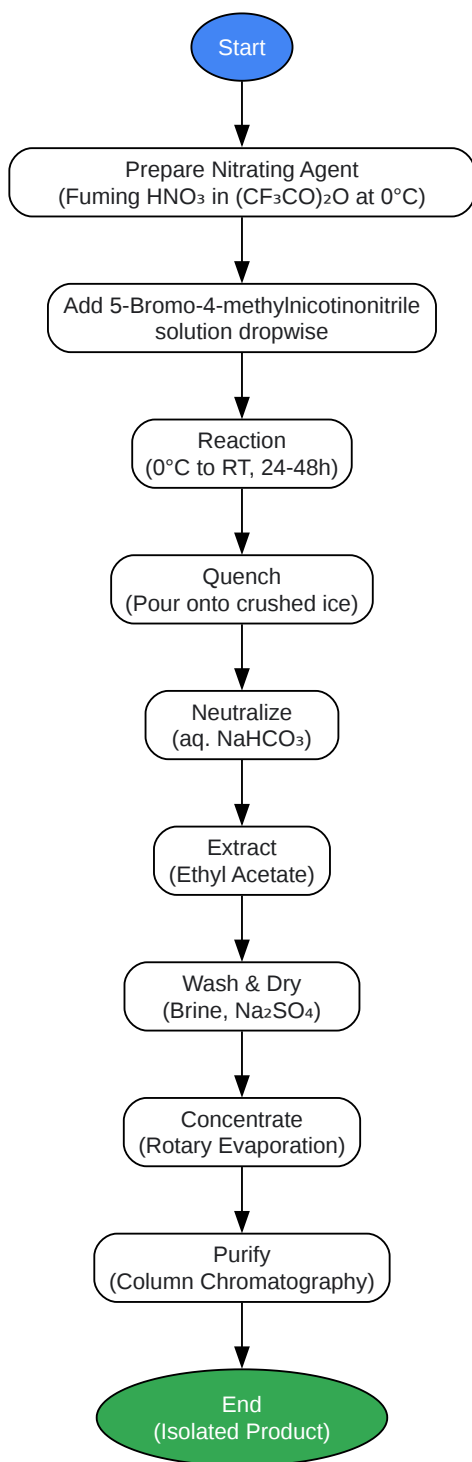 Start
Prepare Nitrating Agent
(Fuming HNO₃ in (CF₃CO)₂O at 0°C)
Add 5-Bromo-4-methylnicotinonitrile
solution dropwise
Reaction
(0°C to RT, 24-48h)
Quench
(Pour onto crushed ice)
Neutralize
(aq. NaHCO₃)
Extract
(Ethyl Acetate)
Wash & Dry
(Brine, Na₂SO₄)
Concentrate
(Rotary Evaporation)
Purify
(Column Chromatography)
End
(Isolated Product)